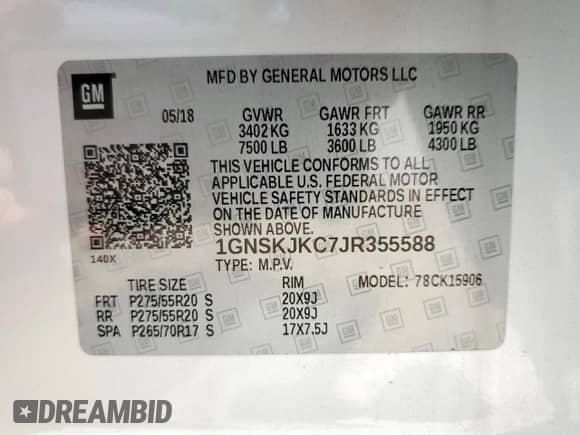 GM
MFD BY GENERAL MOTORS LLC
05/18 GVWR GAWR FRT GAWR RR
3402 KG 1633 KG 1950 KG
7500 LB 3600 LB 4300 LB
THIS VEHICLE CONFORMS TO ALL
APPLICABLE U.S. FEDERAL MOTOR
VEHICLE SAFETY STANDARDS IN EFFECT
ON THE DATE OF MANUFACTURE
SHOWN ABOVE.
140X
1GNSKJKC7JR355588
TYPE: M.P.V. MODEL: 78CK15906
TIRE SIZE RIM
FRT P275/55R20 S 20X9J
RR P275/55R20 S 20X9J
SPA P265/70R17 S 17X7.5J
DREAMBID